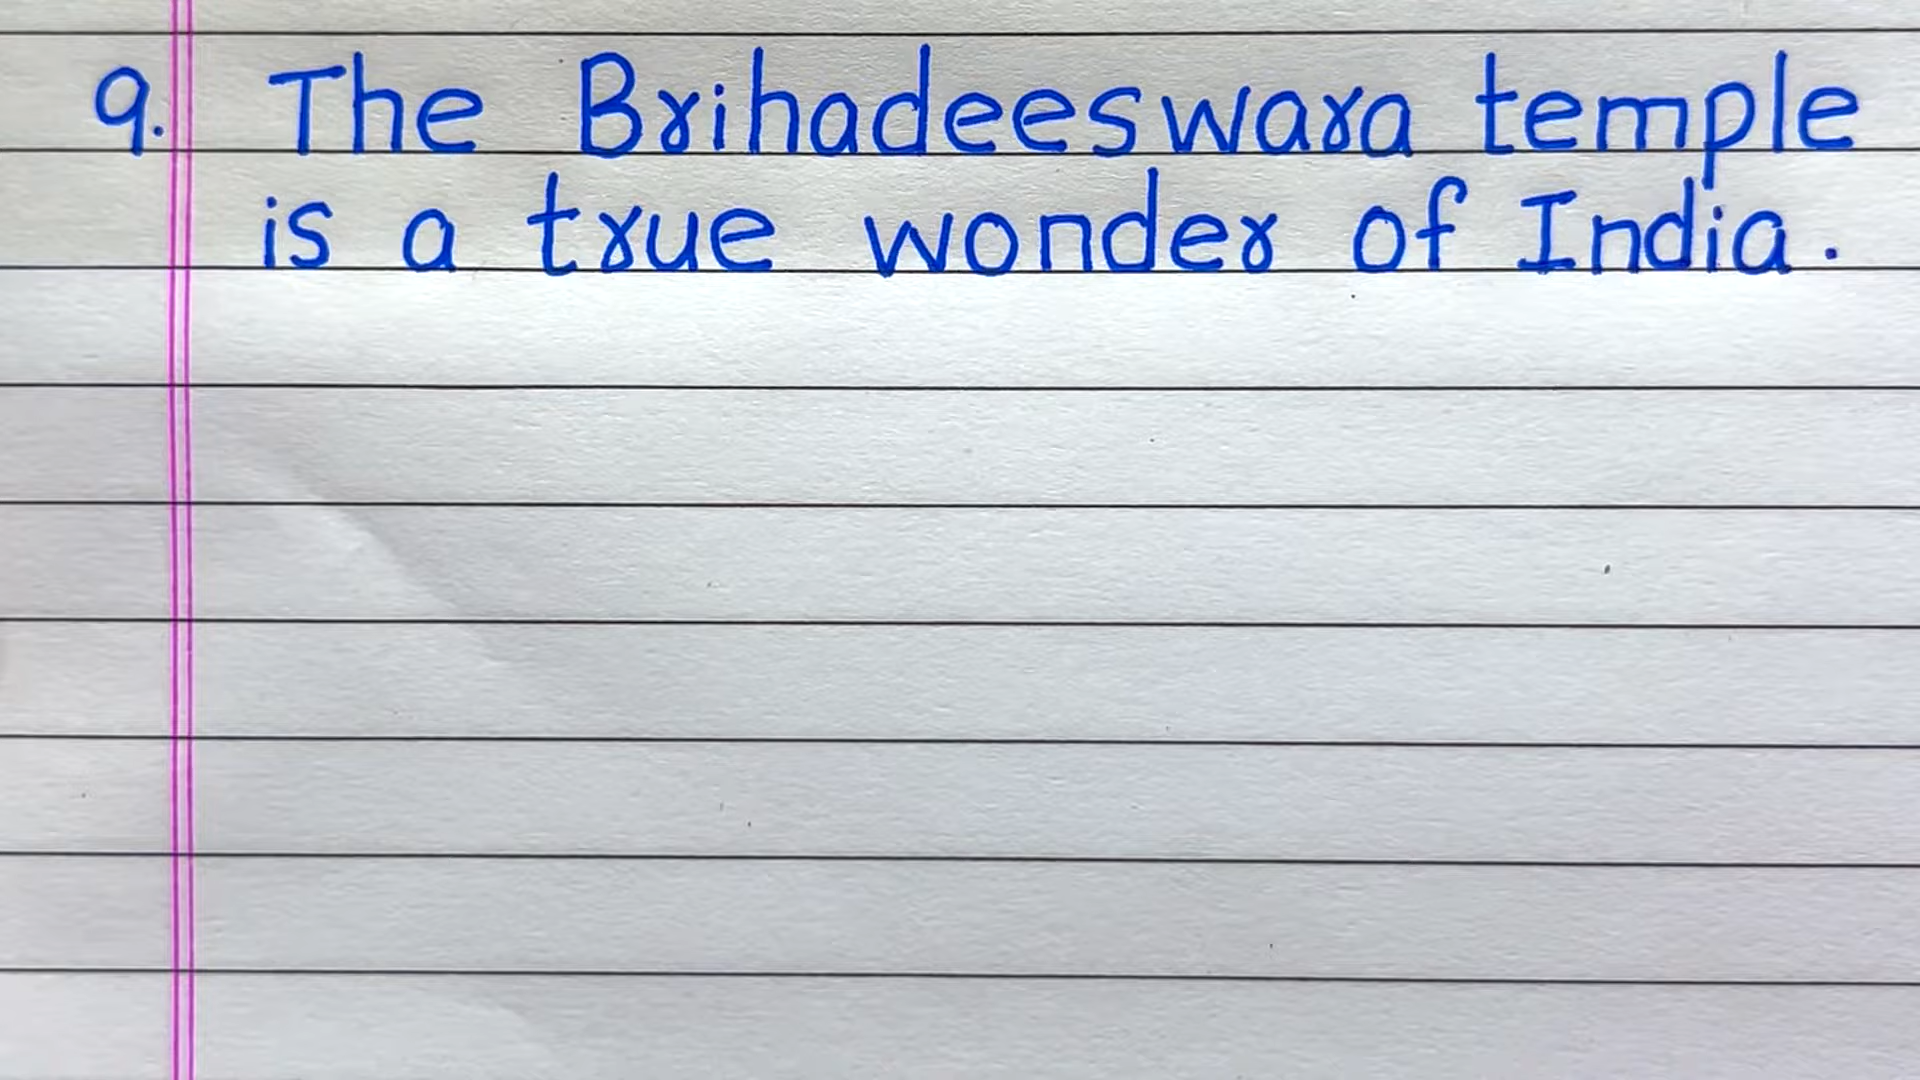 9. The Brihadeeswara temple
is a true wonder of India.